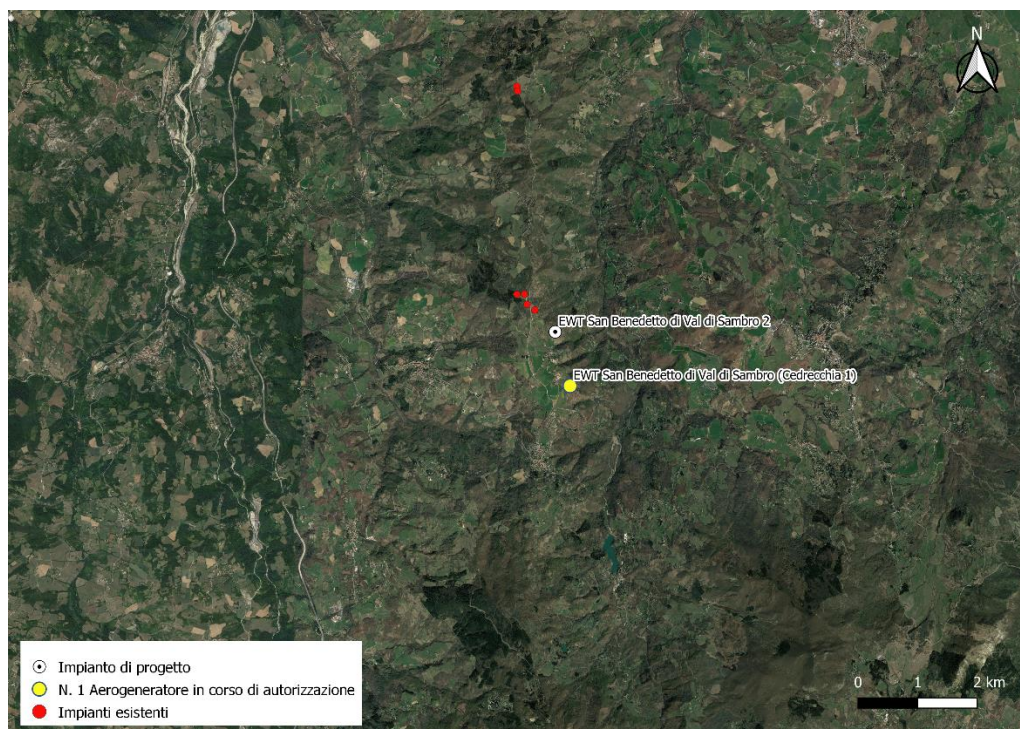 N
EWT San Benedetto di Val di Sambro 2
EWT San Benedetto di Val di Sambro (Cedrecchia 1)
Impianto di progetto
N. 1 Aerogeneratore in corso di autorizzazione
Impianti esistenti
0 1 2 km